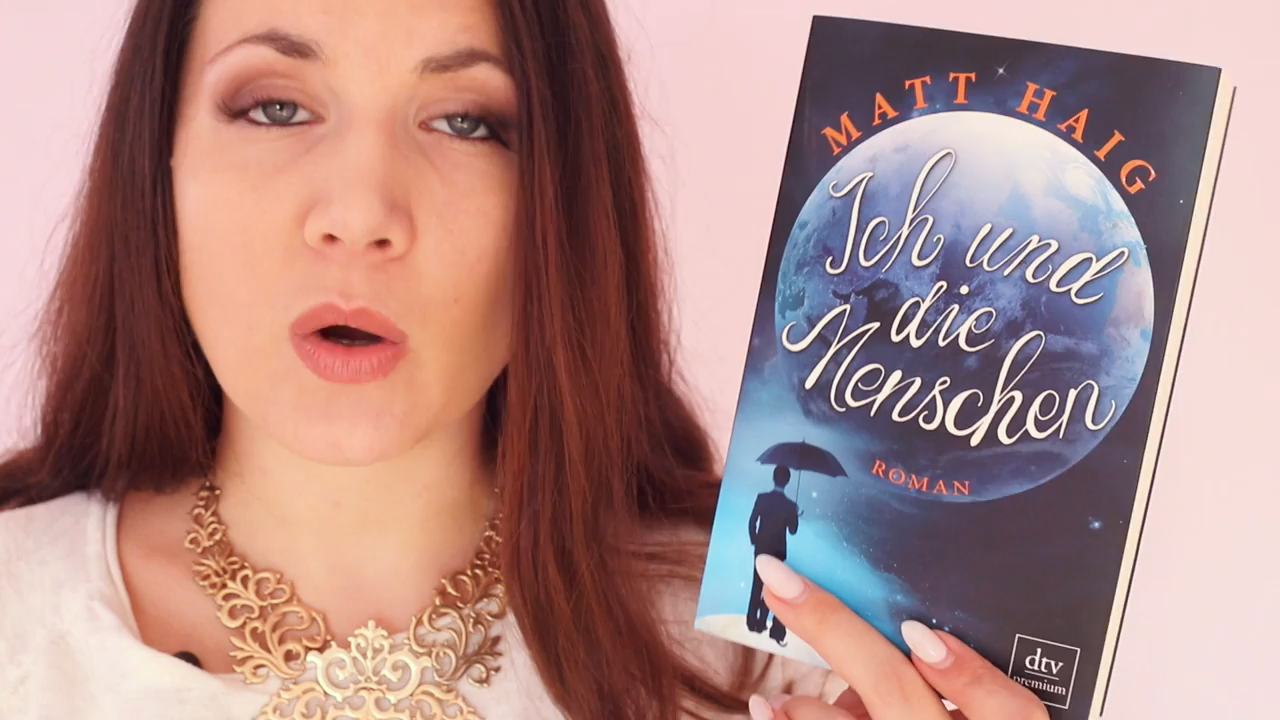 MATT HAIG
Ich und
die
Menschen
ROMAN
dtv
premium